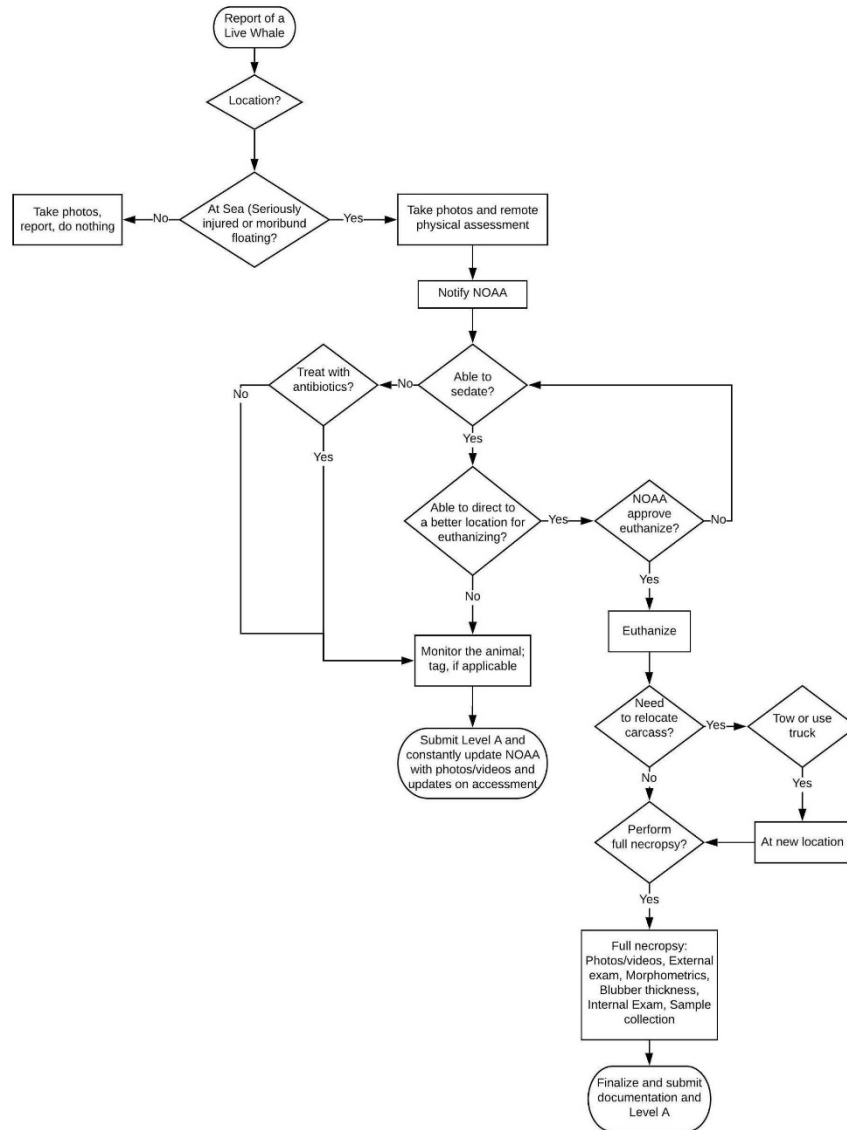 Report of a
Live Whale
Location?
At Sea (Seriously
injured or moribund
floating?
No
Yes
Take photos,
report, do nothing
Take photos and remote
physical assessment
Notify NOAA
Able to
sedate?
No
Treat with
antibiotics?
No
Yes
Yes
Able to direct to
a better location for
euthanizing?
Yes
NOAA
approve
euthanize?
No
Yes
No
Euthanize
Monitor the animal;
tag, if applicable
Submit Level A and
constantly update NOAA
with photos/videos and
updates on accessment
Need
to relocate
carcass?
Yes
Tow or use
truck
No
Yes
At new location
Perform
full necropsy?
Yes
Full necropsy:
Photos/videos, External
exam, Morphometrics,
Blubber thickness,
Internal Exam, Sample
collection
Finalize and submit
documentation and
Level A